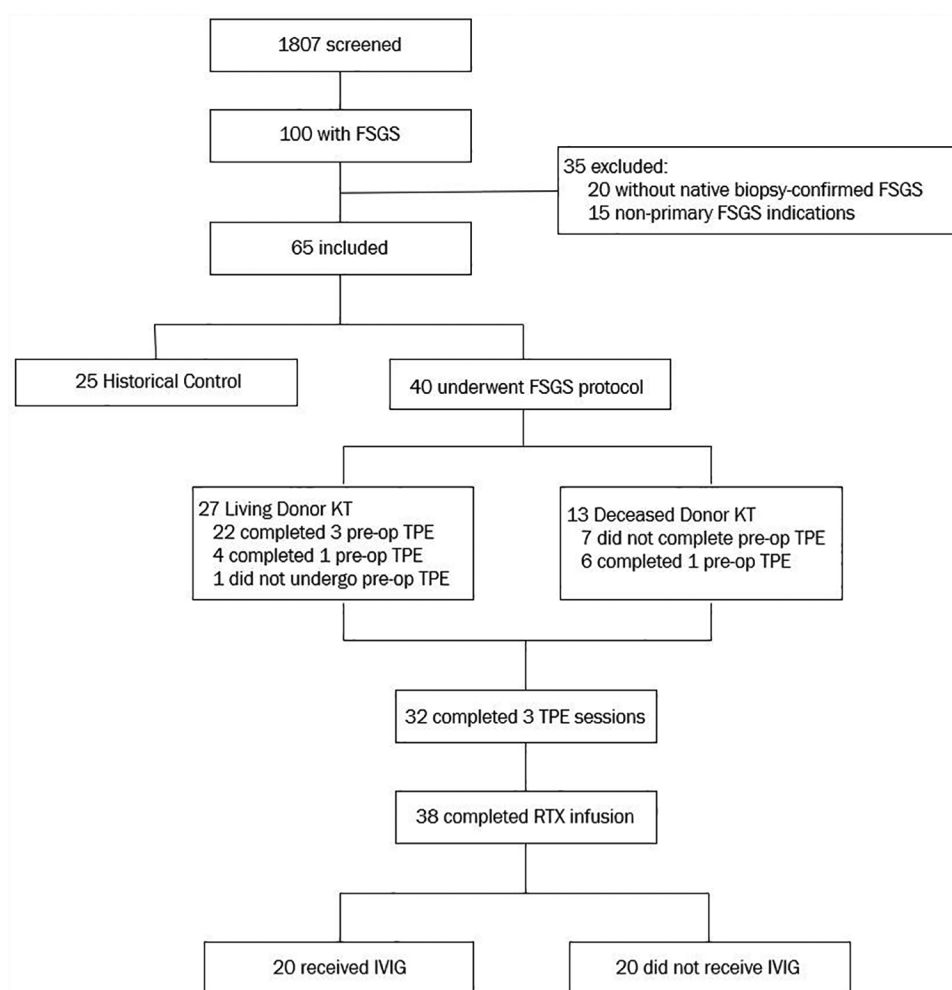 1807 screened
100 with FSGS
35 excluded:
20 without native biopsy-confirmed FSGS
15 non-primary FSGS indications
65 included
25 Historical Control
40 underwent FSGS protocol
27 Living Donor KT
22 completed 3 pre-op TPE
4 completed 1 pre-op TPE
1 did not undergo pre-op TPE
13 Deceased Donor KT
7 did not complete pre-op TPE
6 completed 1 pre-op TPE
32 completed 3 TPE sessions
38 completed RTX infusion
20 received IVIG
20 did not receive IVIG